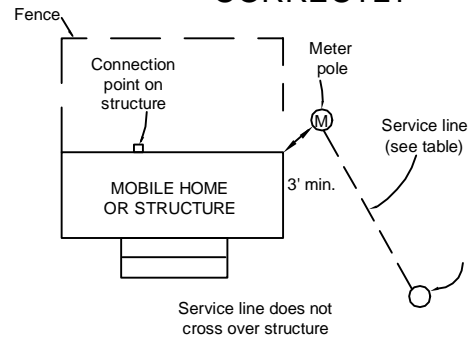 Fence
Connection
point on
structure
Meter
pole
M
Service line
(see table)
3' min.
MOBILE HOME
OR STRUCTURE
Service line does not
cross over structure